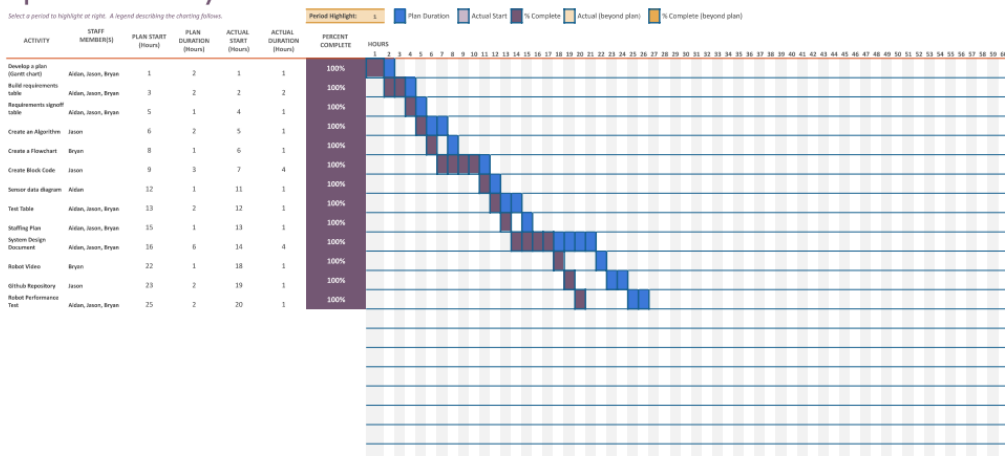 Select a period to highlight at right. A legend describing the charting follows.
Period Highlight: 1 Plan Duration Actual Start % Complete Actual (beyond plan) % Complete (beyond plan)
ACTIVITY STAFF MEMBER(S) PLAN START (Hours) PLAN DURATION (Hours) ACTUAL START (Hours) ACTUAL DURATION (Hours) PERCENT COMPLETE HOURS
1 2 3 4 5 6 7 8 9 10 11 12 13 14 15 16 17 18 19 20 21 22 23 24 25 26 27 28 29 30 31 32 33 34 35 36 37 38 39 40 41 42 43 44 45 46 47 48 49 50 51 52 53 54 55 56 57 58 59
Develop a plan (Gantt chart) Aidan, Jason, Bryan 1 2 1 1 100%
Build requirements table Aidan, Jason, Bryan 3 2 2 2 100%
Requirements signoff table Aidan, Jason, Bryan 5 1 4 1 100%
Create an Algorithm Jason 6 2 5 1 100%
Create a Flowchart Bryan 8 1 6 1 100%
Create Block Code Jason 9 3 7 4 100%
Sensor data diagram Aidan 12 1 11 1 100%
Test Table Aidan, Jason, Bryan 13 2 12 1 100%
Staffing Plan Aidan, Jason, Bryan 15 1 13 1 100%
System Design Document Aidan, Jason, Bryan 16 6 14 4 100%
Robot Video Bryan 22 1 18 1 100%
Github Repository Jason 23 2 19 1 100%
Robot Performance Test Aidan, Jason, Bryan 25 2 20 1 100%